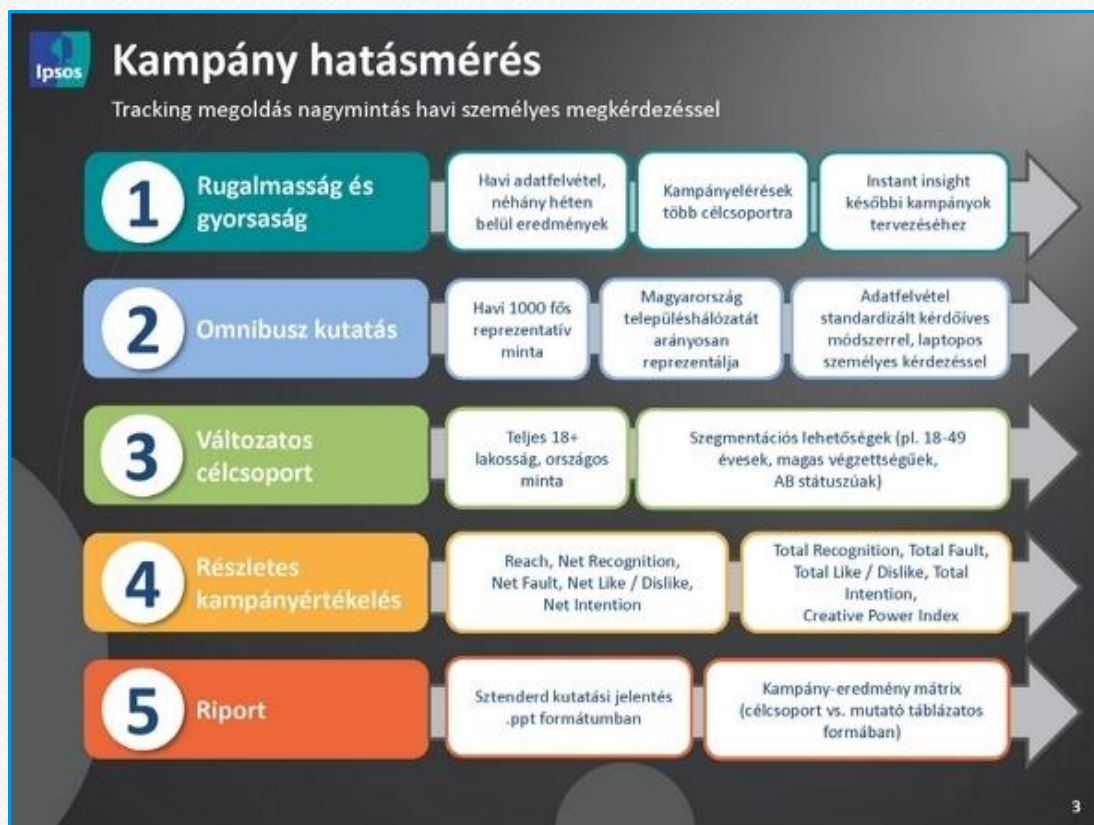 Ipsos
Kampány hatásmérés
Tracking megoldás nagymintás havi személyes megkérdezéssel
1
Rugalmasság és
gyorsaság
Havi adatfelvétel,
néhány héten
belül eredmények
Kampányelérések
több célcsoportra
Instant insight
későbbi kampányok
tervezéséhez
2
Omnibusz kutatás
Havi 1000 fős
reprezentatív
minta
Magyarország
településhálózatát
arányosan
reprezentálja
Adatfelvétel
standardizált kérdőíves
módszerrel, laptopos
személyes kérdezéssel
3
Változatos
célcsoport
Teljes 18+
lakosság, országos
minta
Szegmentációs lehetőségek (pl. 18-49
évesek, magas végzettségűek,
AB státuszúak)
4
Részletes
kampányértékelés
Reach, Net Recognition,
Net Fault, Net Like / Dislike,
Net Intention
Total Recognition, Total Fault,
Total Like / Dislike, Total
Intention,
Creative Power Index
5
Riport
Sztenderd kutatási jelentés
.ppt formátumban
Kampány-eredmény mátrix
(célcsoport vs. mutató táblázatos
formában)
3